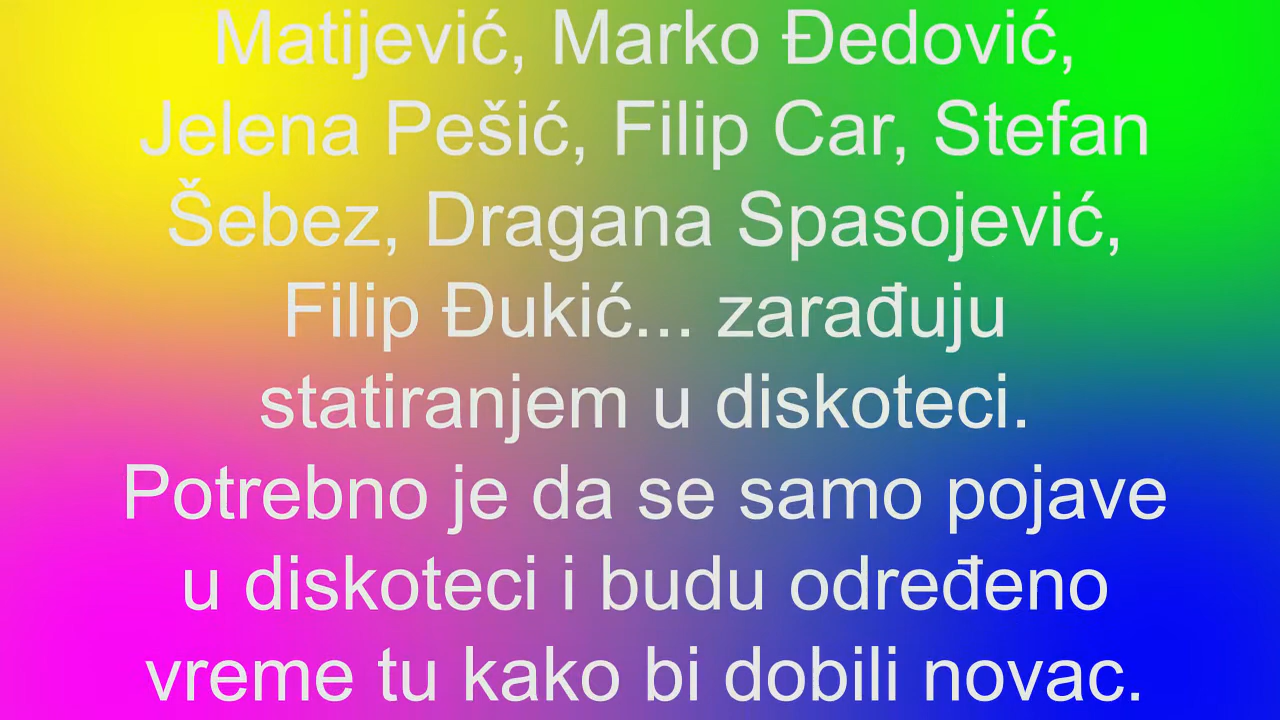 Matijević, Marko Đedović,
Jelena Pešić, Filip Car, Stefan
Šebez, Dragana Spasojević,
Filip Đukić... zarađuju
statiranjem u diskoteci.
Potrebno je da se samo pojave
u diskoteci i budu određeno
vreme tu kako bi dobili novac.